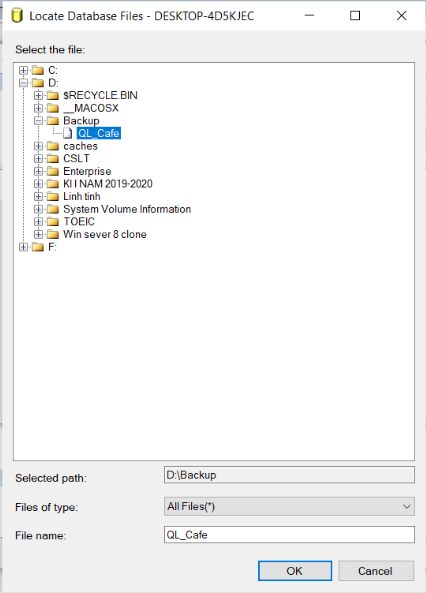 Locate Database Files - DESKTOP-4D5KJEC
Select the file:
C:
D:
$RECYCLE.BIN
__MACOSX
Backup
QL_Cafe
caches
CSLT
Enterprise
KI I NAM 2019-2020
Linh tinh
System Volume Information
TOEIC
Win sever 8 clone
F:
Selected path: D:\Backup
Files of type: All Files(*)
File name: QL_Cafe
OK Cancel